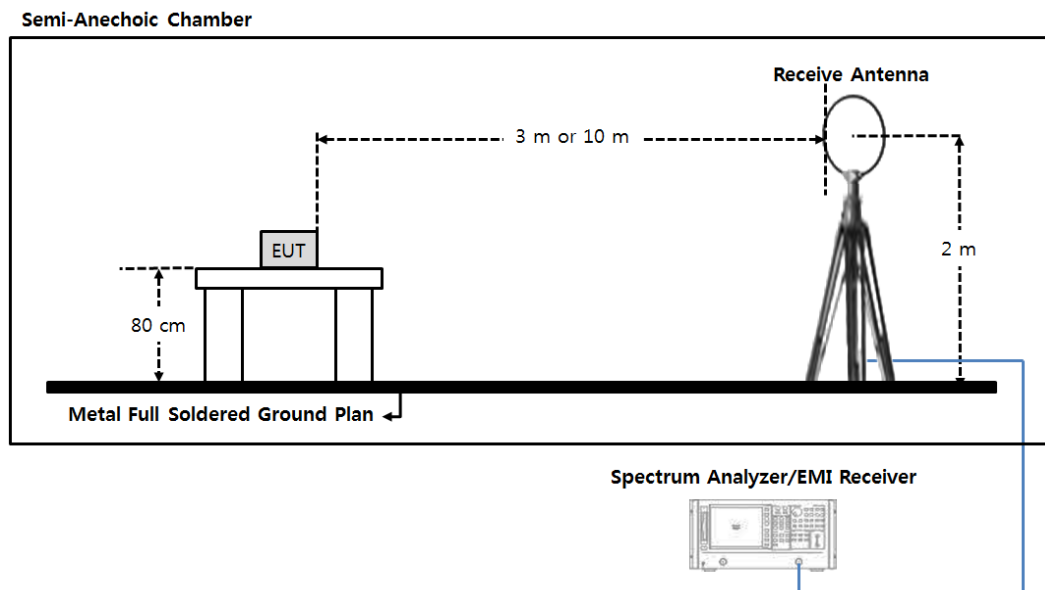 Semi-Anechoic Chamber
Receive Antenna
3 m or 10 m
EUT
2 m
80 cm
Metal Full Soldered Ground Plan
Spectrum Analyzer/EMI Receiver